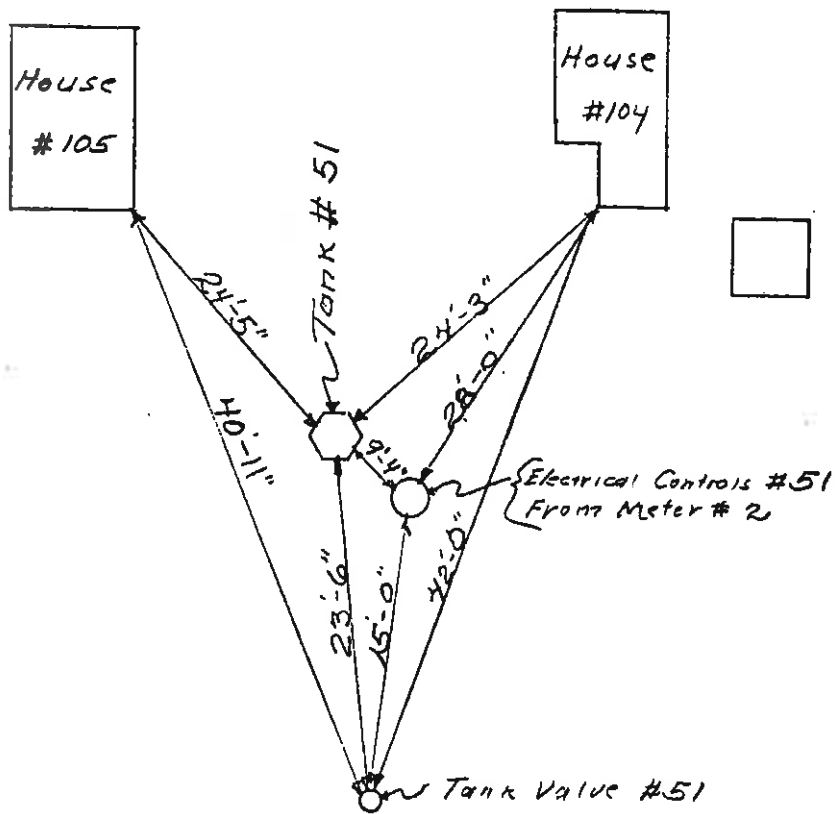 House
#105
House
#104
Tank #51
24'-5"
24'-3"
28'-0"
40'-11"
9'-4"
Electrical Controls #51
From Meter #2
23'-6"
15'-0"
42'-0"
Tank Valve #51